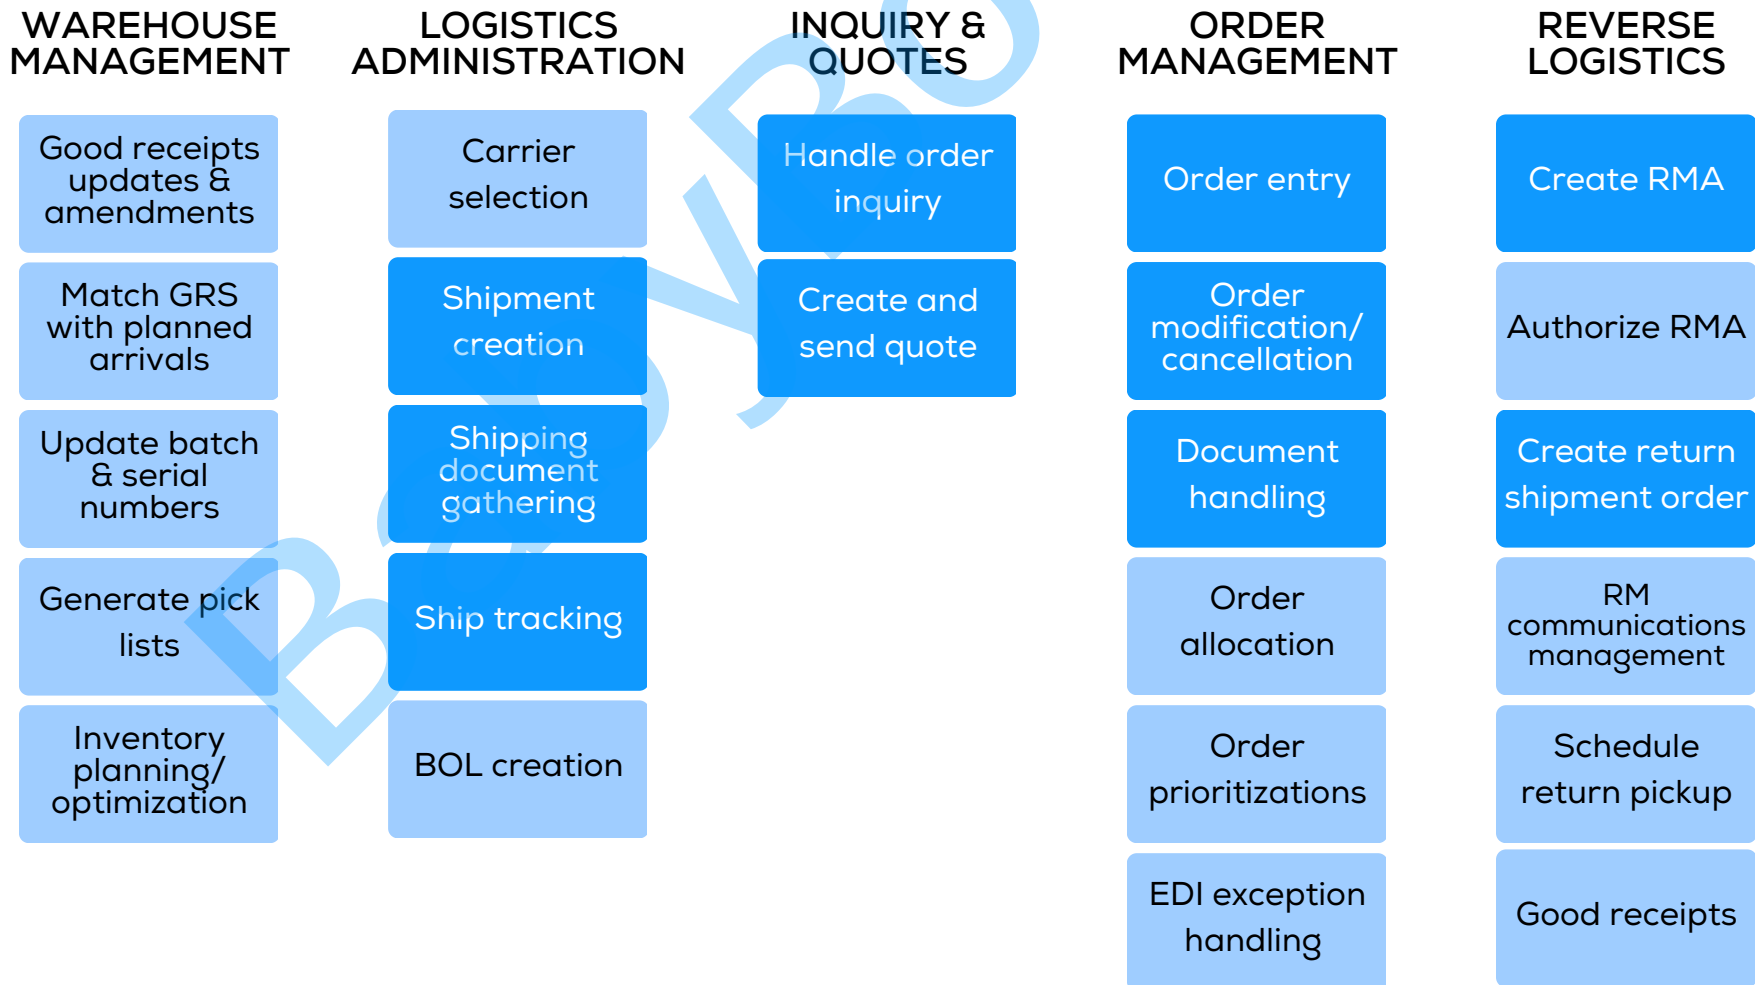 WAREHOUSE
MANAGEMENT
Good receipts
updates &
amendments
Match GRS
with planned
arrivals
Update batch
& serial
numbers
Generate pick
lists
Inventory
planning/
optimization
LOGISTICS
ADMINISTRATION
Carrier
selection
Shipment
creation
Shipping
document
gathering
Ship tracking
BOL creation
INQUIRY &
QUOTES
Handle order
inquiry
Create and
send quote
ORDER
MANAGEMENT
Order entry
Order
modification/
cancellation
Document
handling
Order
allocation
Order
prioritizations
EDI exception
handling
REVERSE
LOGISTICS
Create RMA
Authorize RMA
Create return
shipment order
RM
communications
management
Schedule
return pickup
Good receipts